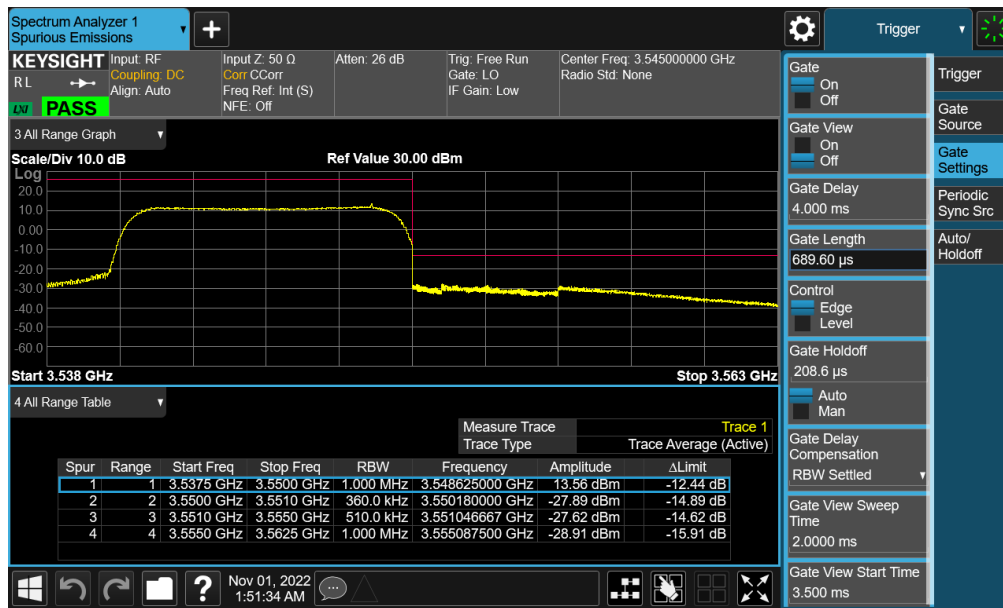 Spectrum Analyzer 1
Spurious Emissions
Trigger
KEYSIGHT
R L
LXI PASS
Input: RF
Coupling: DC
Align: Auto
Input Z: 50 Ω
Corr CCorr
Freq Ref: Int (S)
NFE: Off
Atten: 26 dB
Trig: Free Run
Gate: LO
IF Gain: Low
Center Freq: 3.545000000 GHz
Radio Std: None
3 All Range Graph
Scale/Div 10.0 dB Ref Value 30.00 dBm
Log
20.0
10.0
0.00
-10.0
-20.0
-30.0
-40.0
-50.0
-60.0
Start 3.538 GHz Stop 3.563 GHz
4 All Range Table
Measure Trace Trace 1
Trace Type Trace Average (Active)
Spur Range Start Freq Stop Freq RBW Frequency Amplitude ΔLimit
1 1 3.5375 GHz 3.5500 GHz 1.000 MHz 3.548625000 GHz 13.56 dBm -12.44 dB
2 2 3.5500 GHz 3.5510 GHz 360.0 kHz 3.550180000 GHz -27.89 dBm -14.89 dB
3 3 3.5510 GHz 3.5550 GHz 510.0 kHz 3.551046667 GHz -27.62 dBm -14.62 dB
4 4 3.5550 GHz 3.5625 GHz 1.000 MHz 3.555087500 GHz -28.91 dBm -15.91 dB
Nov 01, 2022
1:51:34 AM
Gate
On
Off
Gate View
On
Off
Gate Delay
4.000 ms
Gate Length
689.60 µs
Control
Edge
Level
Gate Holdoff
208.6 µs
Auto
Man
Gate Delay
Compensation
RBW Settled
Gate View Sweep
Time
2.0000 ms
Gate View Start Time
3.500 ms
Trigger
Gate
Source
Gate
Settings
Periodic
Sync Src
Auto/
Holdoff